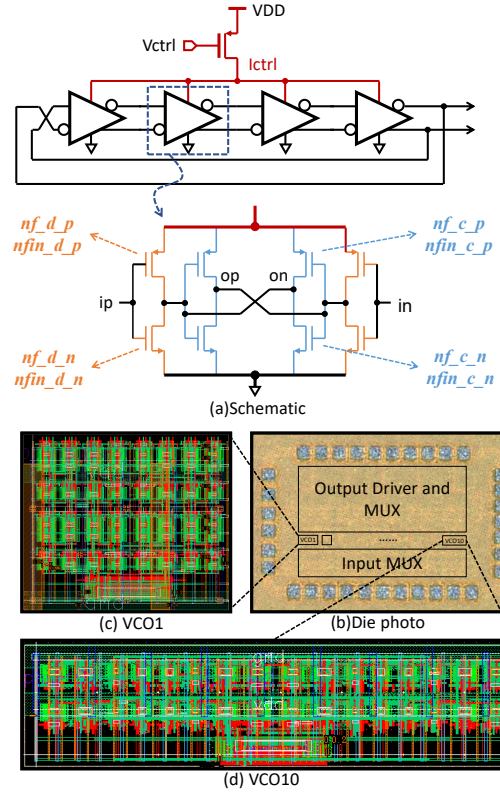 VDD
Vctrl
Ictrl
nf_d_p
nfin_d_p
nf_c_p
nfin_c_p
op
on
ip
in
nf_d_n
nfin_d_n
nf_c_n
nfin_c_n
(a)Schematic
Output Driver and
MUX
VCO1
......
VCO10
Input MUX
(c) VCO1
(b)Die photo
(d) VCO10